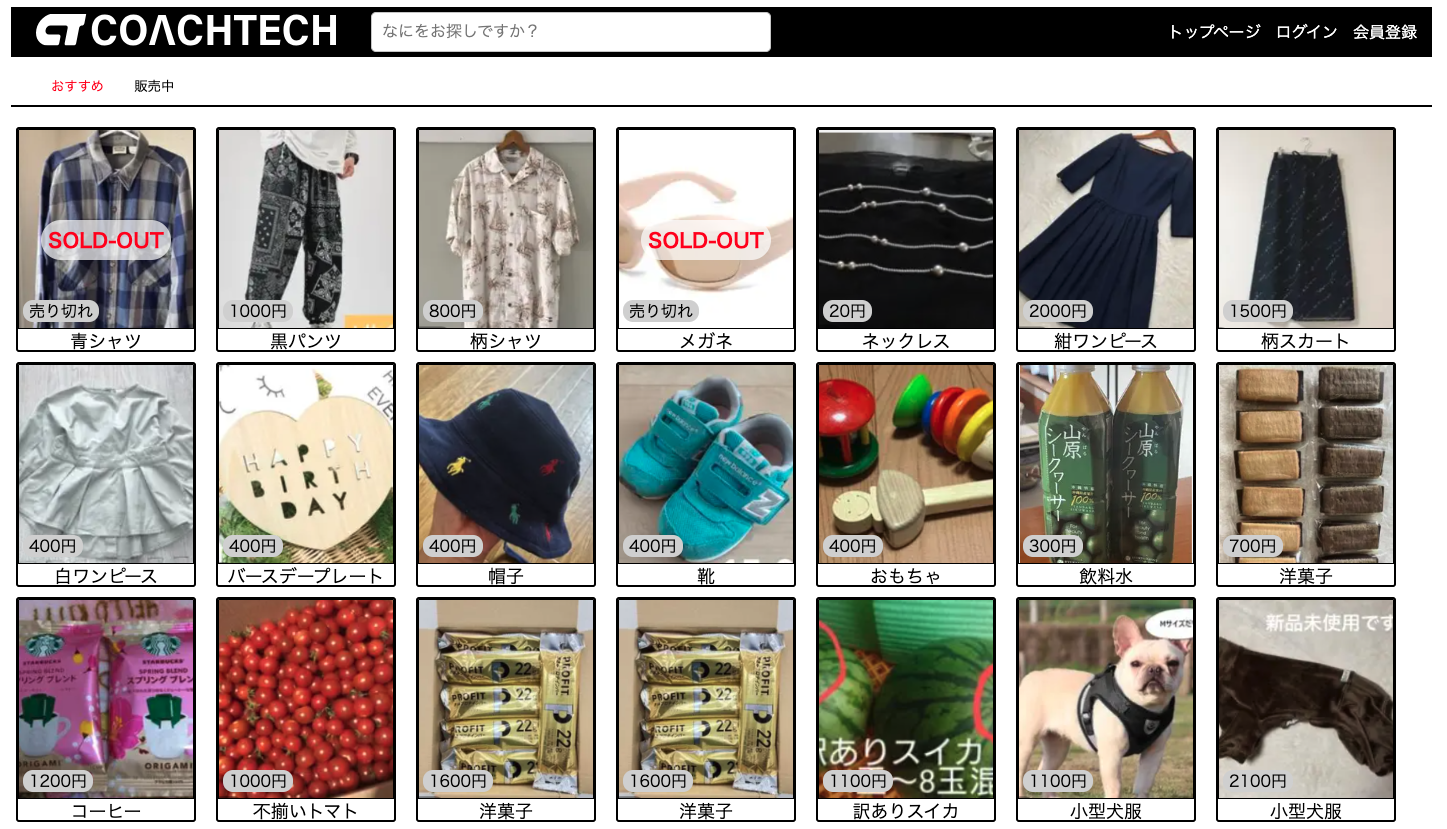 CT COACHTECH
なにをお探しですか？
トップページ ログイン 会員登録
おすすめ 販売中
SOLD-OUT
売り切れ
青シャツ
1000円
黒パンツ
800円
柄シャツ
SOLD-OUT
売り切れ
メガネ
20円
ネックレス
2000円
紺ワンピース
1500円
柄スカート
400円
白ワンピース
HAPPY
BIRTH
DAY
400円
バースデープレート
400円
帽子
new balance
N
400円
靴
400円
おもちゃ
山原
シークワーサー
100%
山原
シークワーサー
100%
300円
飲料水
700円
洋菓子
STARBUCKS
SPRING BLEND
スプリング ブレンド
ORIGAMI
1200円
コーヒー
1000円
不揃いトマト
PROFIT
22
1600円
洋菓子
PROFIT
22
1600円
洋菓子
訳ありスイカ
〜8玉混
1100円
訳ありスイカ
Mサイズだ
1100円
小型犬服
新品未使用です
2100円
小型犬服